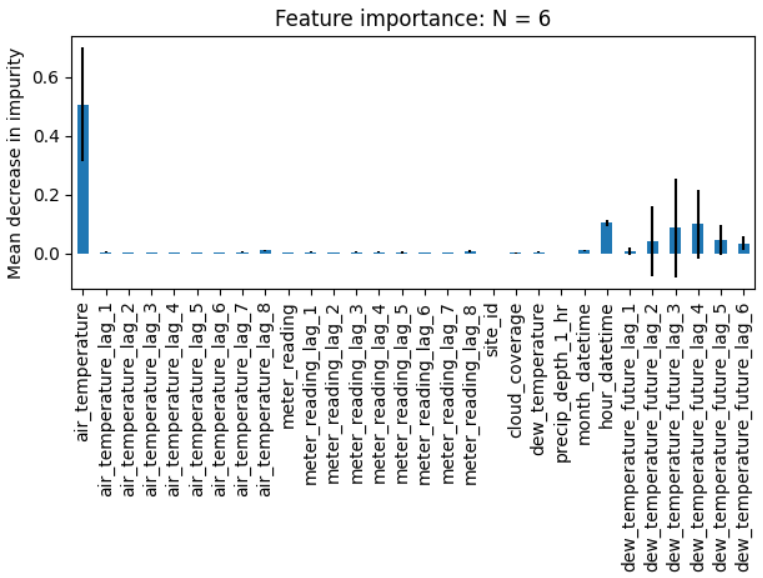 Feature importance: N = 6
Mean decrease in impurity
0.6
0.4
0.2
0.0
air_temperature
air_temperature_lag_1
air_temperature_lag_2
air_temperature_lag_3
air_temperature_lag_4
air_temperature_lag_5
air_temperature_lag_6
air_temperature_lag_7
air_temperature_lag_8
meter_reading
meter_reading_lag_1
meter_reading_lag_2
meter_reading_lag_3
meter_reading_lag_4
meter_reading_lag_5
meter_reading_lag_6
meter_reading_lag_7
meter_reading_lag_8
site_id
cloud_coverage
dew_temperature
precip_depth_1_hr
month_datetime
hour_datetime
dew_temperature_future_lag_1
dew_temperature_future_lag_2
dew_temperature_future_lag_3
dew_temperature_future_lag_4
dew_temperature_future_lag_5
dew_temperature_future_lag_6